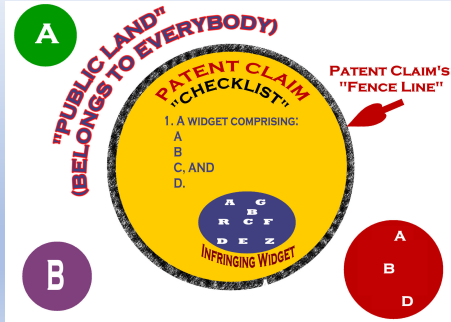 A
"PUBLIC LAND"
(BELONGS TO EVERYBODY)
PATENT CLAIM
"CHECKLIST"
PATENT CLAIM'S
"FENCE LINE"
1. A WIDGET COMPRISING:
A
B
C, AND
D.
A G
B
R C F
D E Z
INFRINGING WIDGET
B
A
B
D